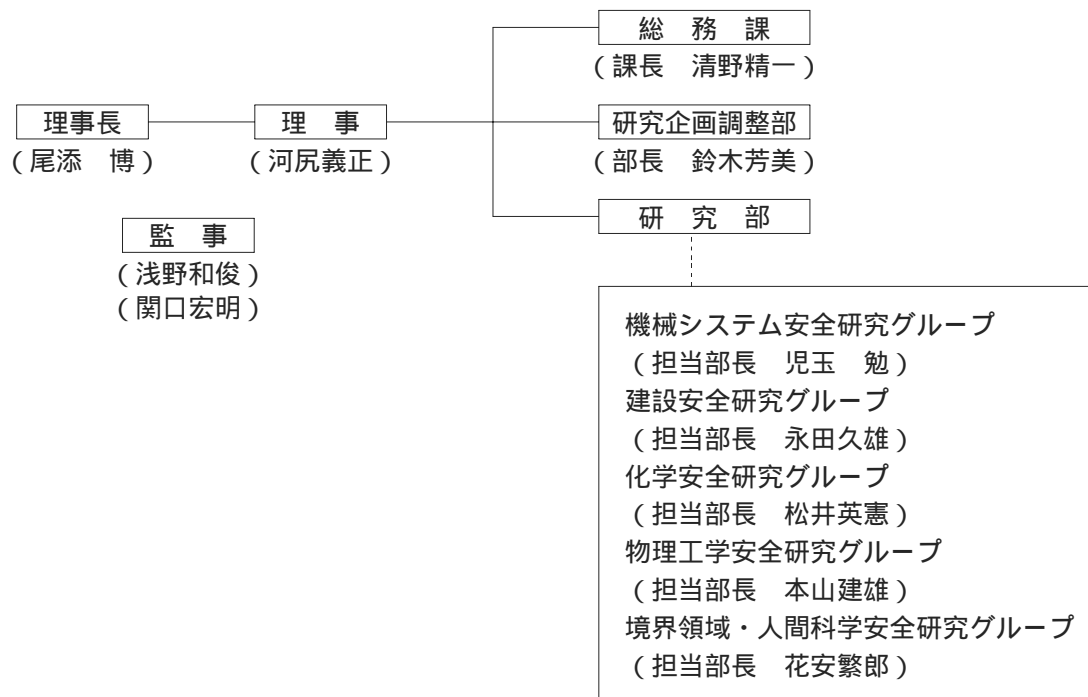 総　務　課
（課長　清野精一）
理事長
（尾添　博）
理　事
（河尻義正）
研究企画調整部
（部長　鈴木芳美）
研　究　部
監　事
（浅野和俊）
（関口宏明）
機械システム安全研究グループ
（担当部長　児玉　勉）
建設安全研究グループ
（担当部長　永田久雄）
化学安全研究グループ
（担当部長　松井英憲）
物理工学安全研究グループ
（担当部長　本山建雄）
境界領域・人間科学安全研究グループ
（担当部長　花安繁郎）